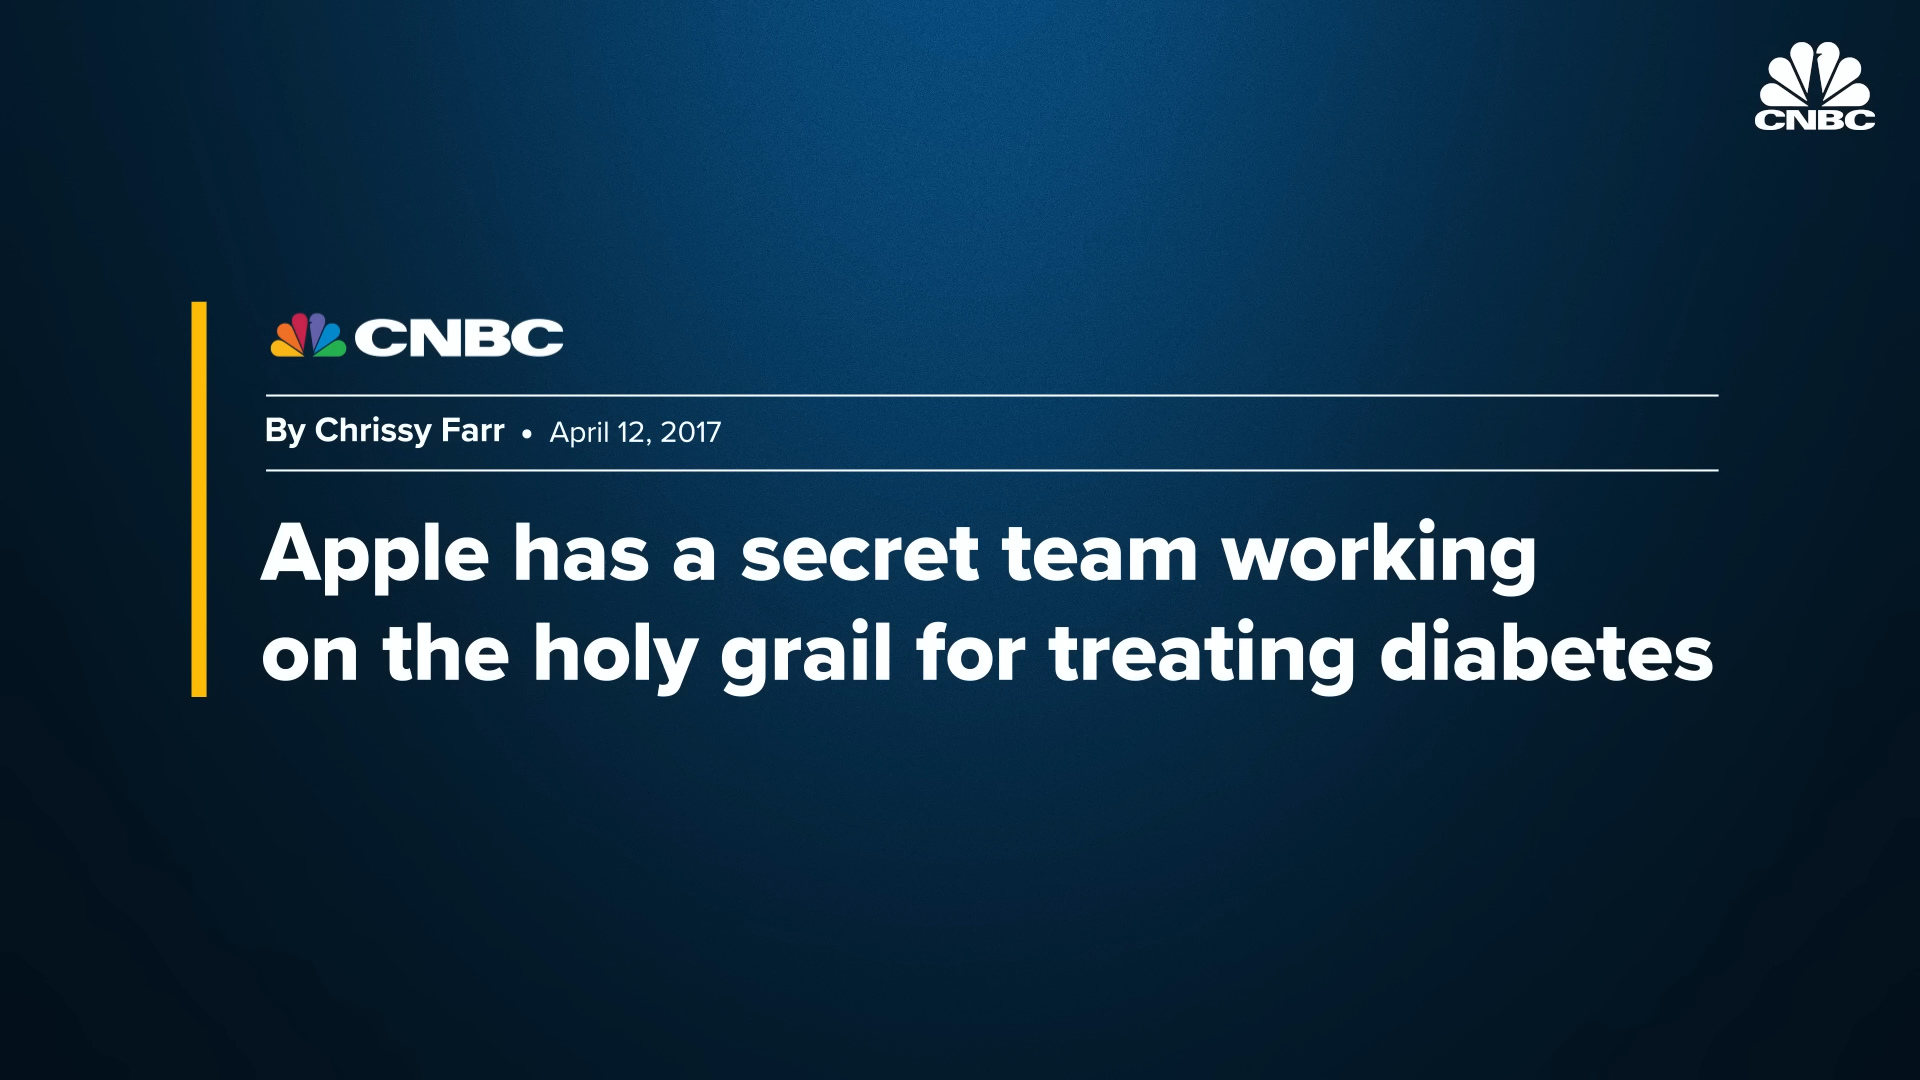 CNBC
CNBC
By Chrissy Farr • April 12, 2017
Apple has a secret team working
on the holy grail for treating diabetes